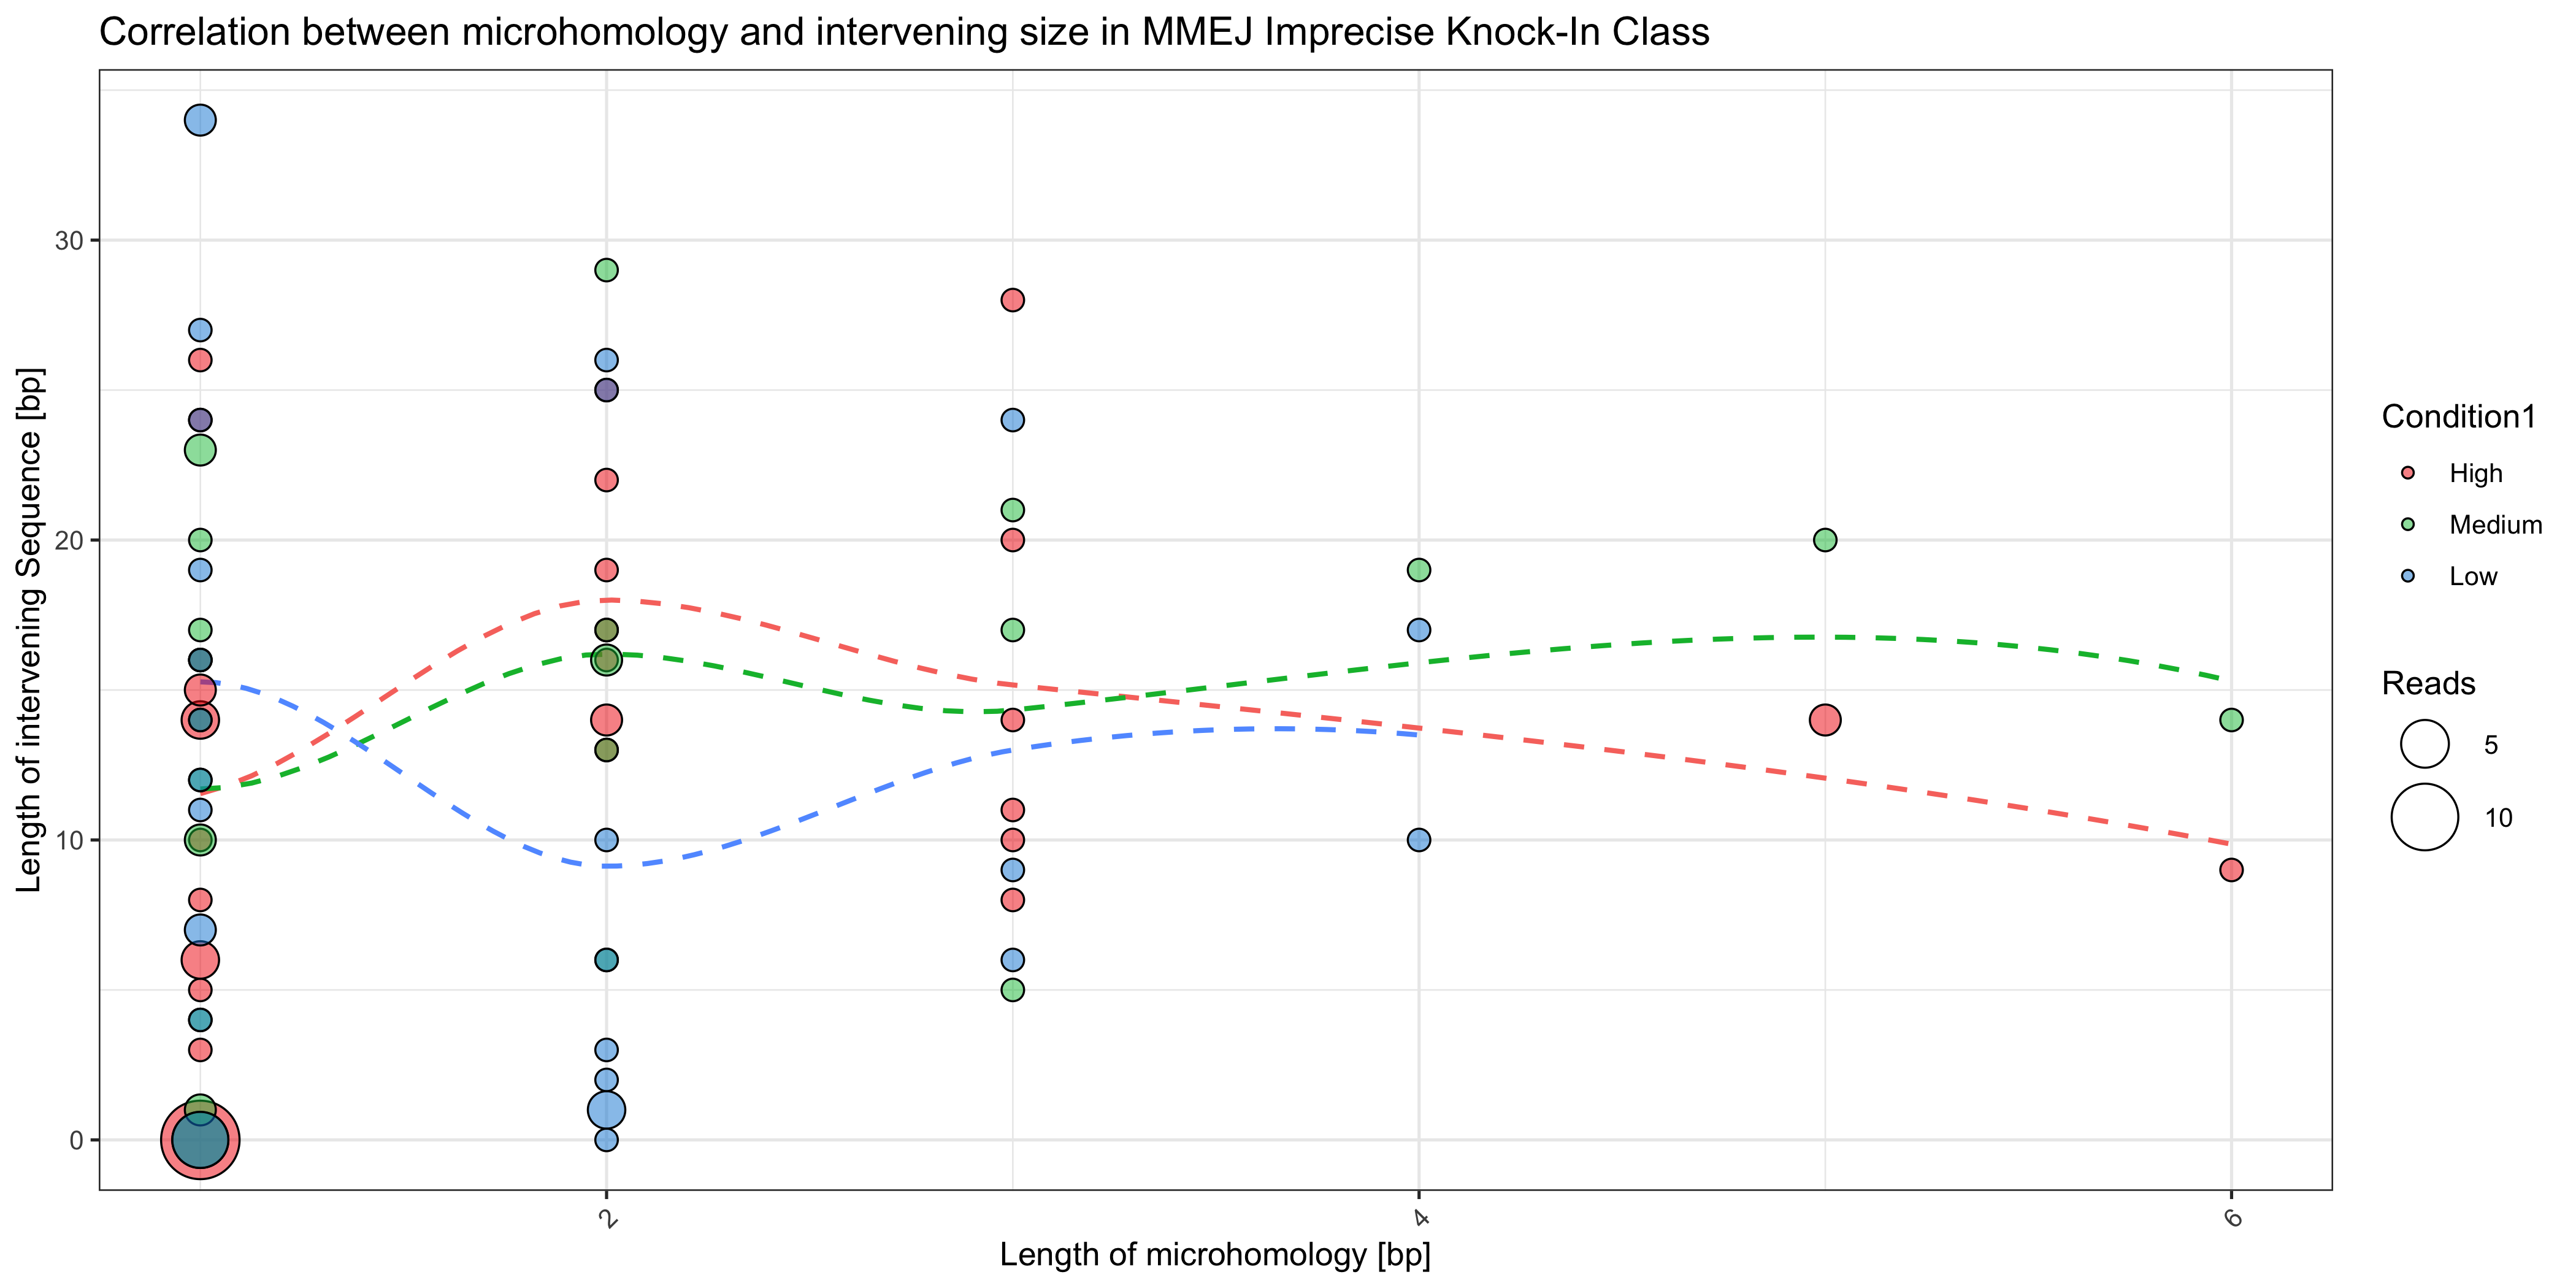 Correlation between microhomology and intervening size in MMEJ Imprecise Knock-In Class
Length of intervening Sequence [bp]
30
20
10
0
2
4
6
Length of microhomology [bp]
Condition1
High
Medium
Low
Reads
5
10